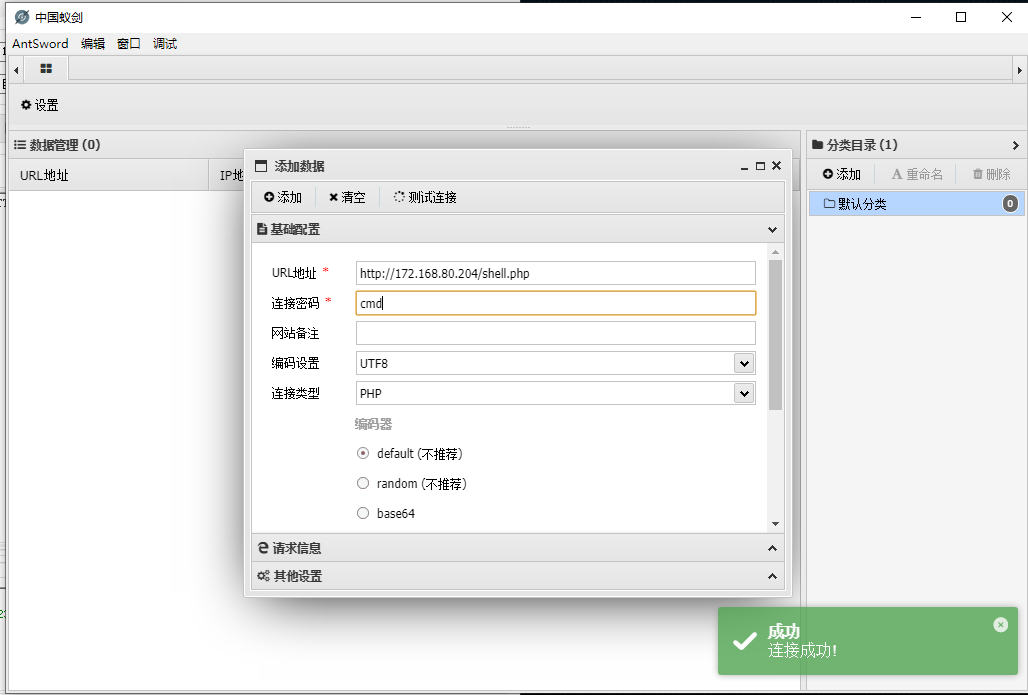 中国蚁剑
AntSword 编辑 窗口 调试
设置
数据管理 (0)
分类目录 (1)
URL地址
IP地
添加 重命名 删除
默认分类 0
添加数据
添加 清空 测试连接
基础配置
URL地址 * http://172.168.80.204/shell.php
连接密码 * cmd
网站备注
编码设置 UTF8
连接类型 PHP
编码器
default (不推荐)
random (不推荐)
base64
请求信息
其他设置
成功
连接成功!